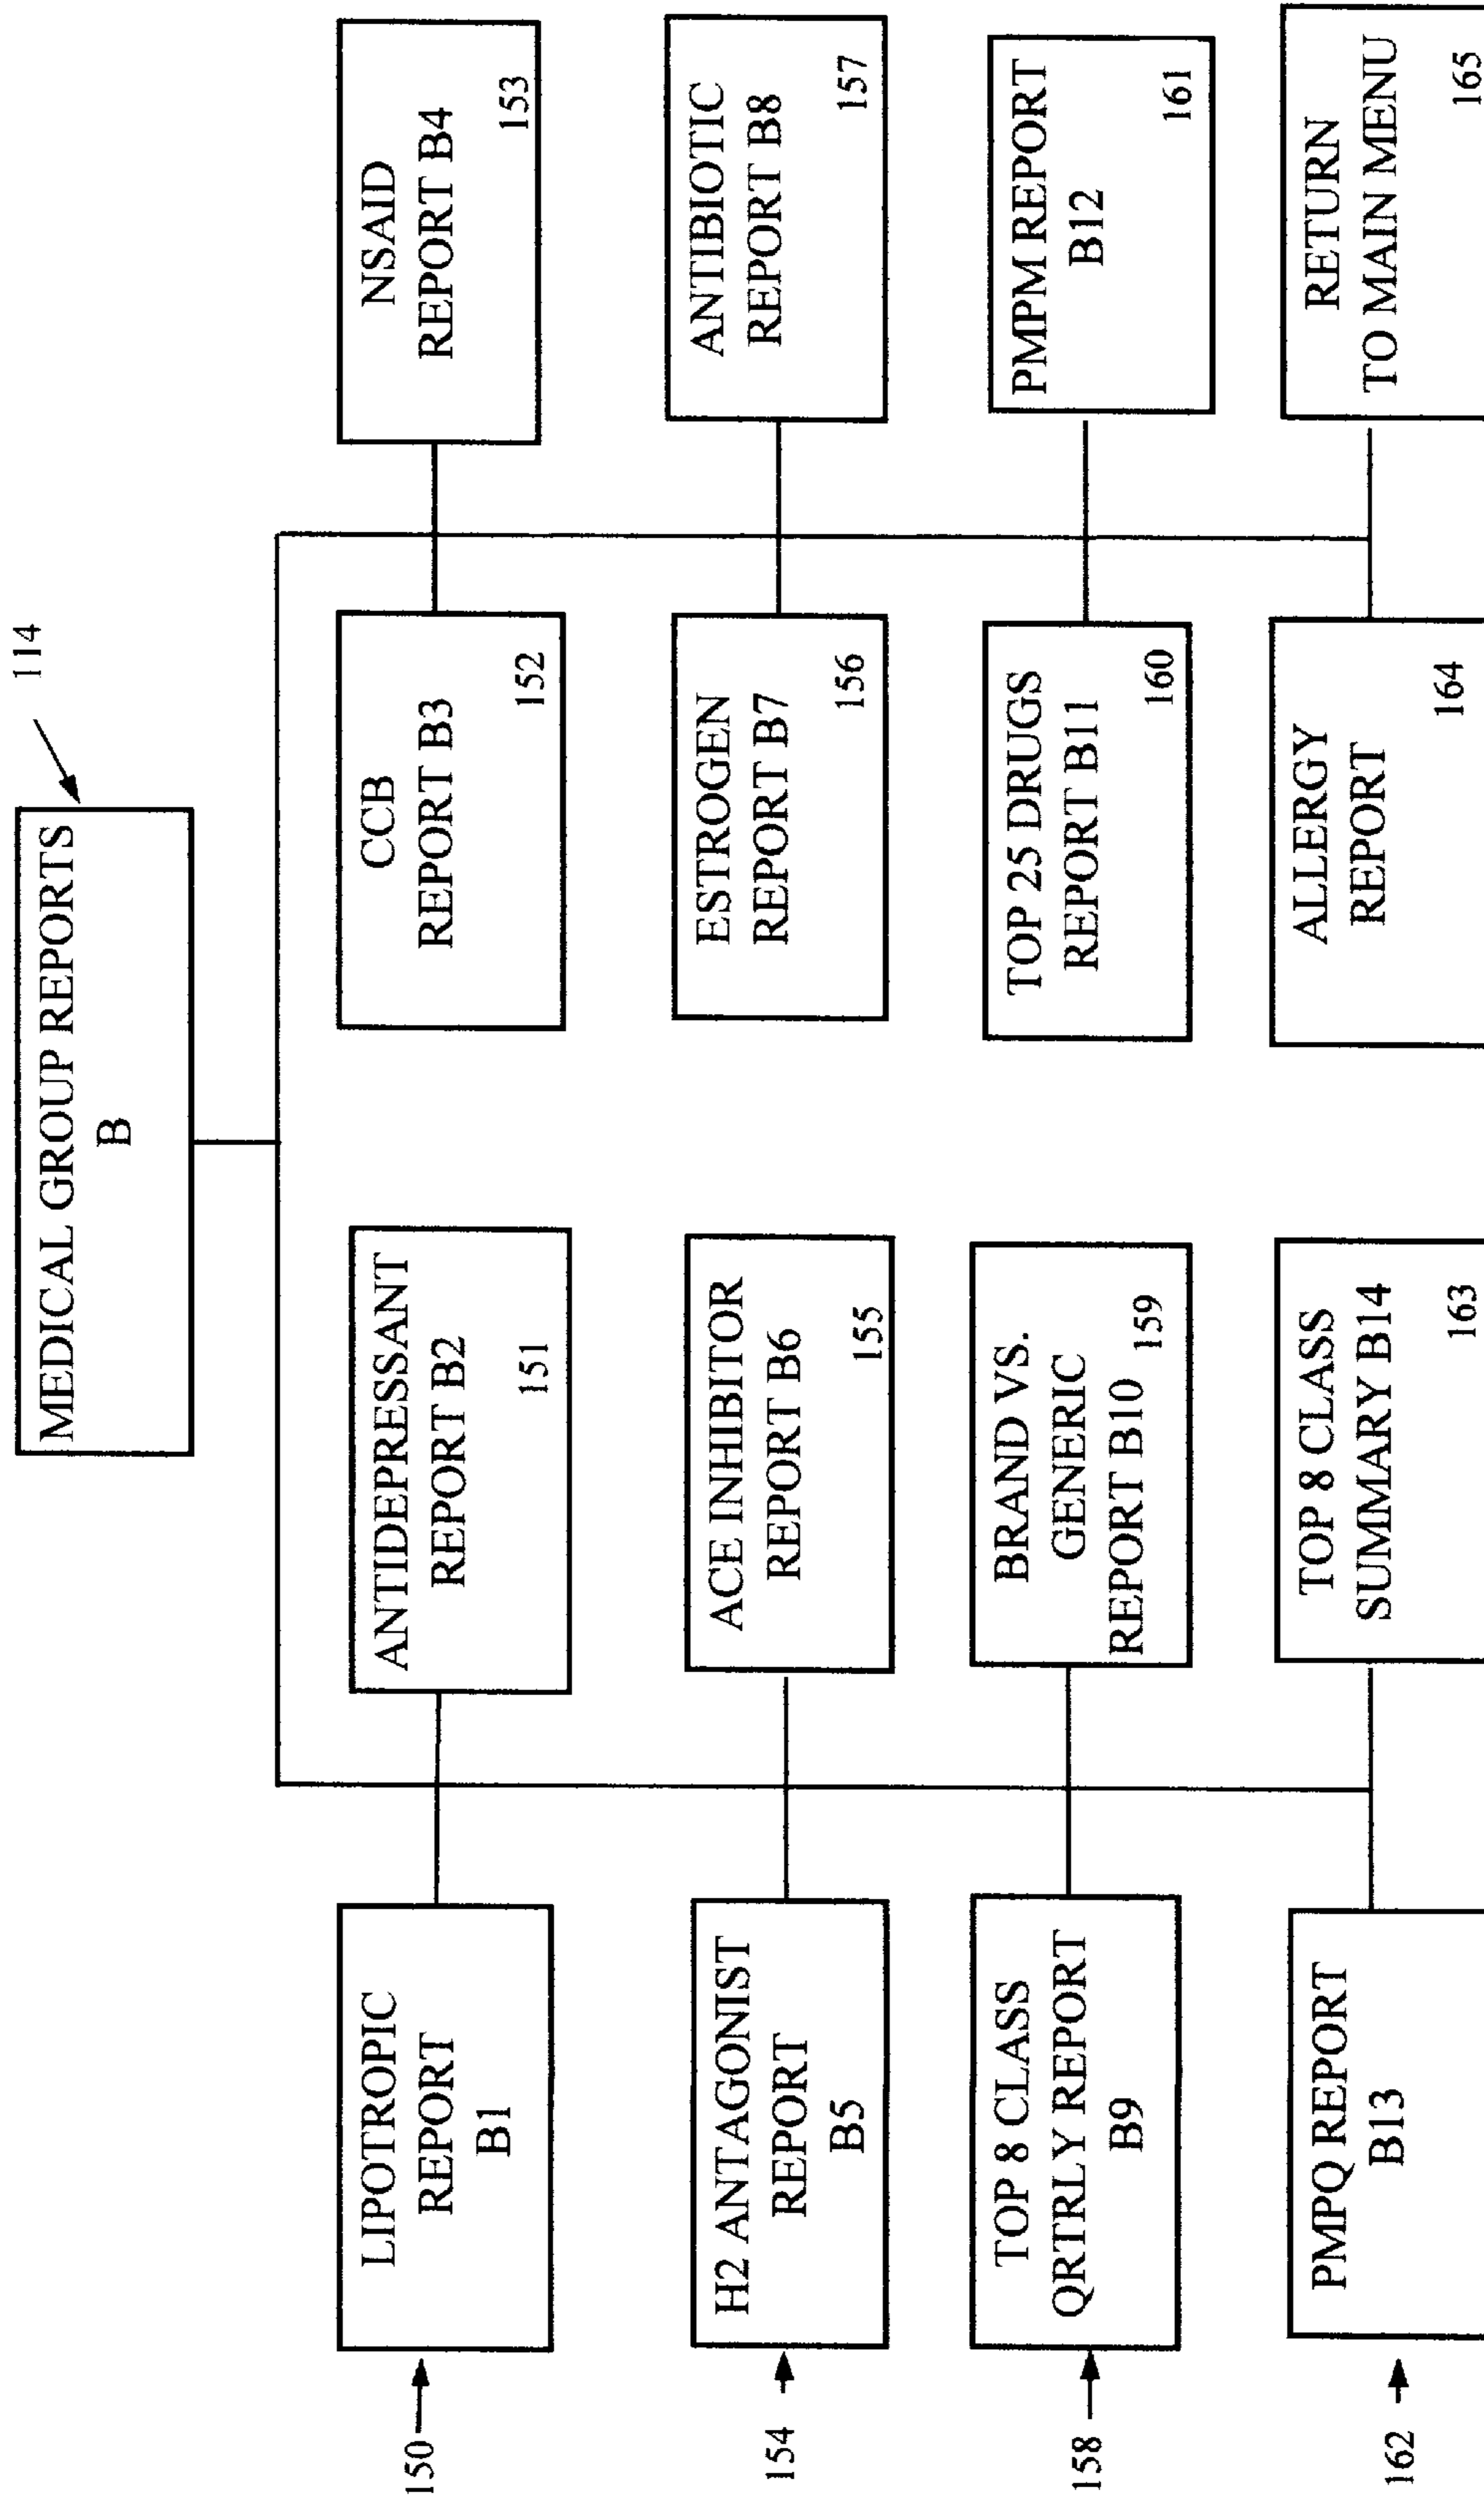 114
MEDICAL GROUP REPORTS
B
150
LIPOTROPIC
REPORT
B1
ANTIDEPRESSANT
REPORT B2
151
CCB
REPORT B3
152
NSAID
REPORT B4
153
154
H2 ANTAGONIST
REPORT
B5
ACE INHIBITOR
REPORT B6
155
ESTROGEN
REPORT B7
156
ANTIBIOTIC
REPORT B8
157
158
TOP 8 CLASS
QRTRLY REPORT
B9
BRAND VS.
GENERIC
REPORT B10
159
TOP 25 DRUGS
REPORT B11
160
PMPM REPORT
B12
161
162
PMPQ REPORT
B13
TOP 8 CLASS
SUMMARY B14
163
ALLERGY
REPORT
164
RETURN
TO MAIN MENU
165